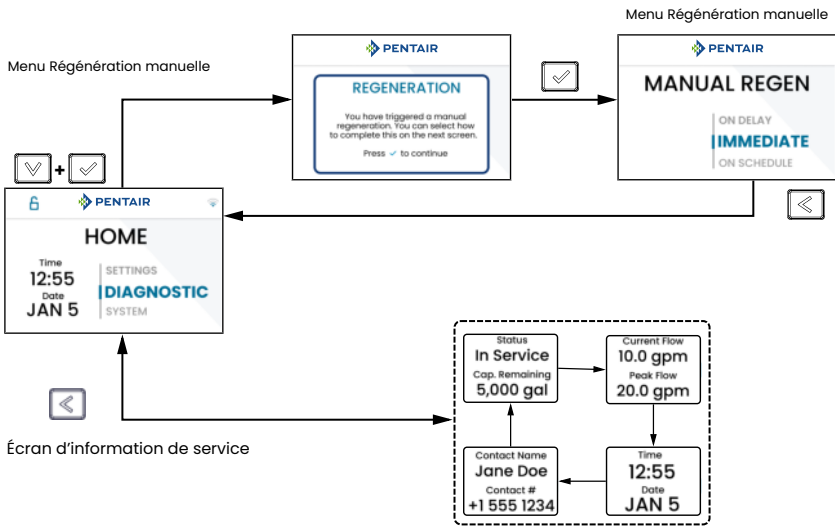 Menu Régénération manuelle
Menu Régénération manuelle
PENTAIR
REGENERATION
You have triggered a manual
regeneration. You can select how
to complete this on the next screen.
Press ✓ to continue
PENTAIR
MANUAL REGEN
ON DELAY
IMMEDIATE
ON SCHEDULE
+
PENTAIR
HOME
Time
12:55
Date
JAN 5
SETTINGS
DIAGNOSTIC
SYSTEM
Écran d'information de service
Status
In Service
Cap. Remaining
5,000 gal
Current Flow
10.0 gpm
Peak Flow
20.0 gpm
Contact Name
Jane Doe
Contact #
+1 555 1234
Time
12:55
Date
JAN 5